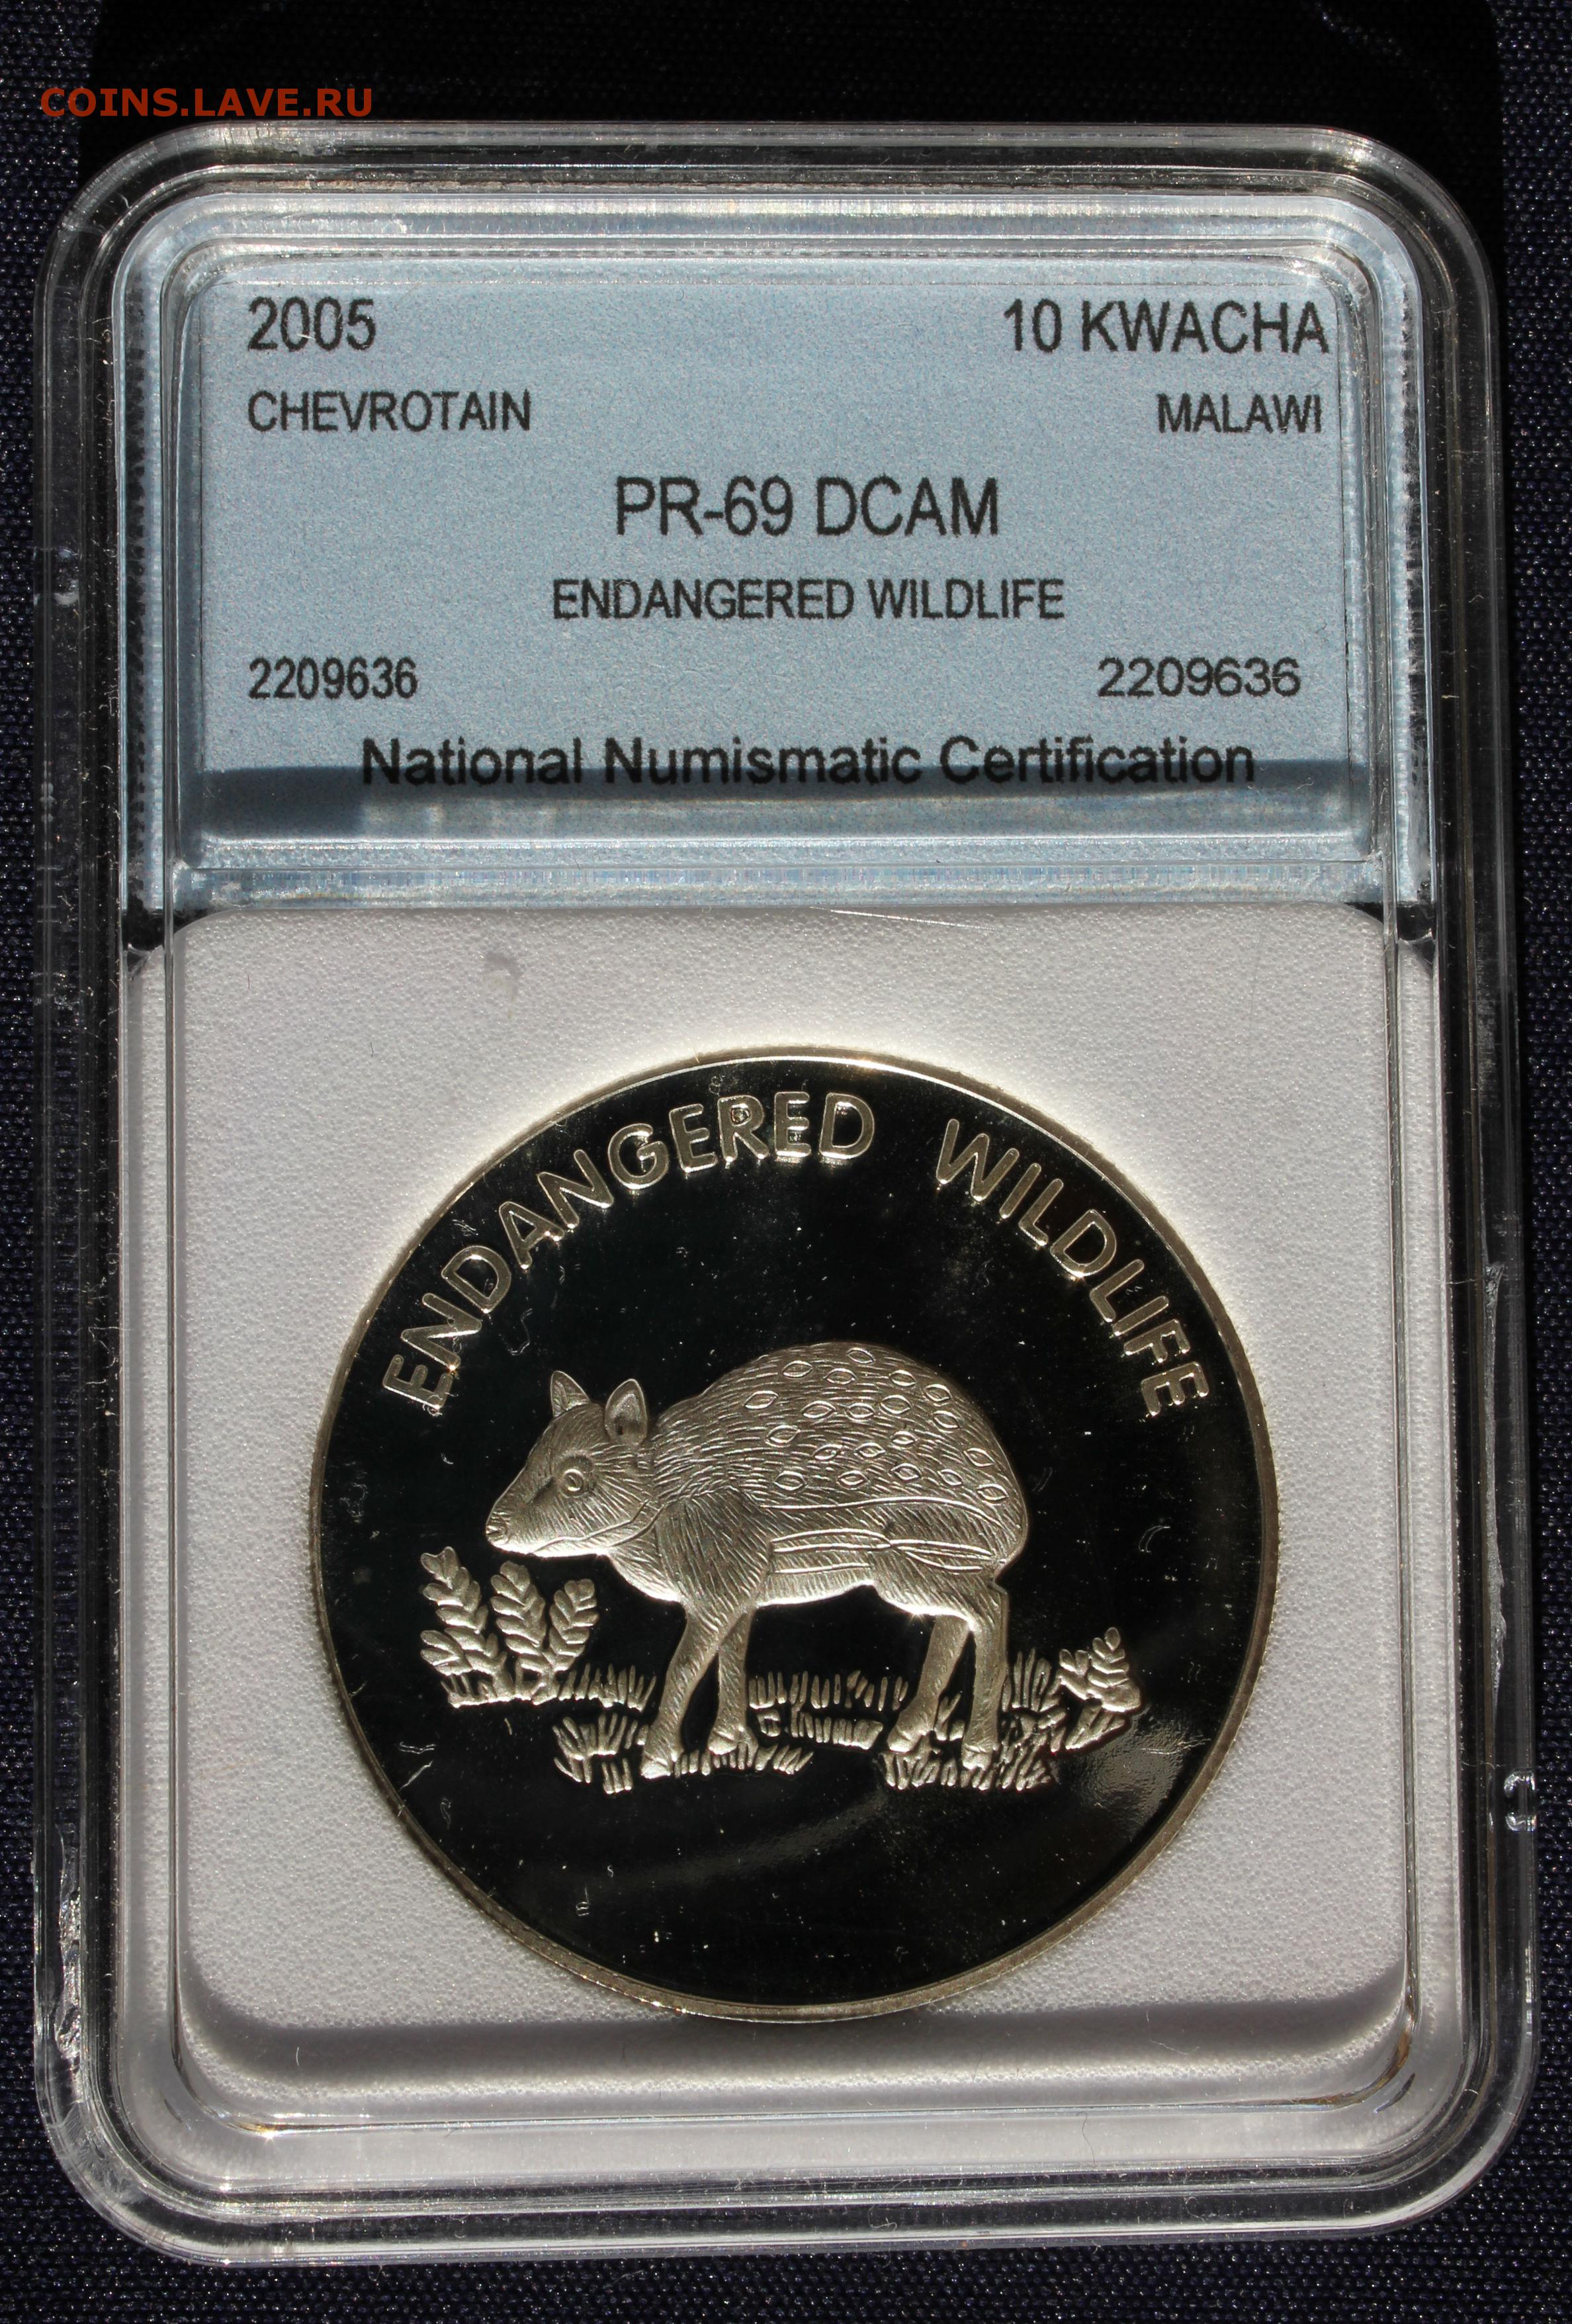 COINS.LAVE.RU
2005 10 KWACHA
CHEVROTAIN MALAWI
PR-69 DCAM
ENDANGERED WILDLIFE
2209636 2209636
National Numismatic Certification
ENDANGERED WILDLIFE